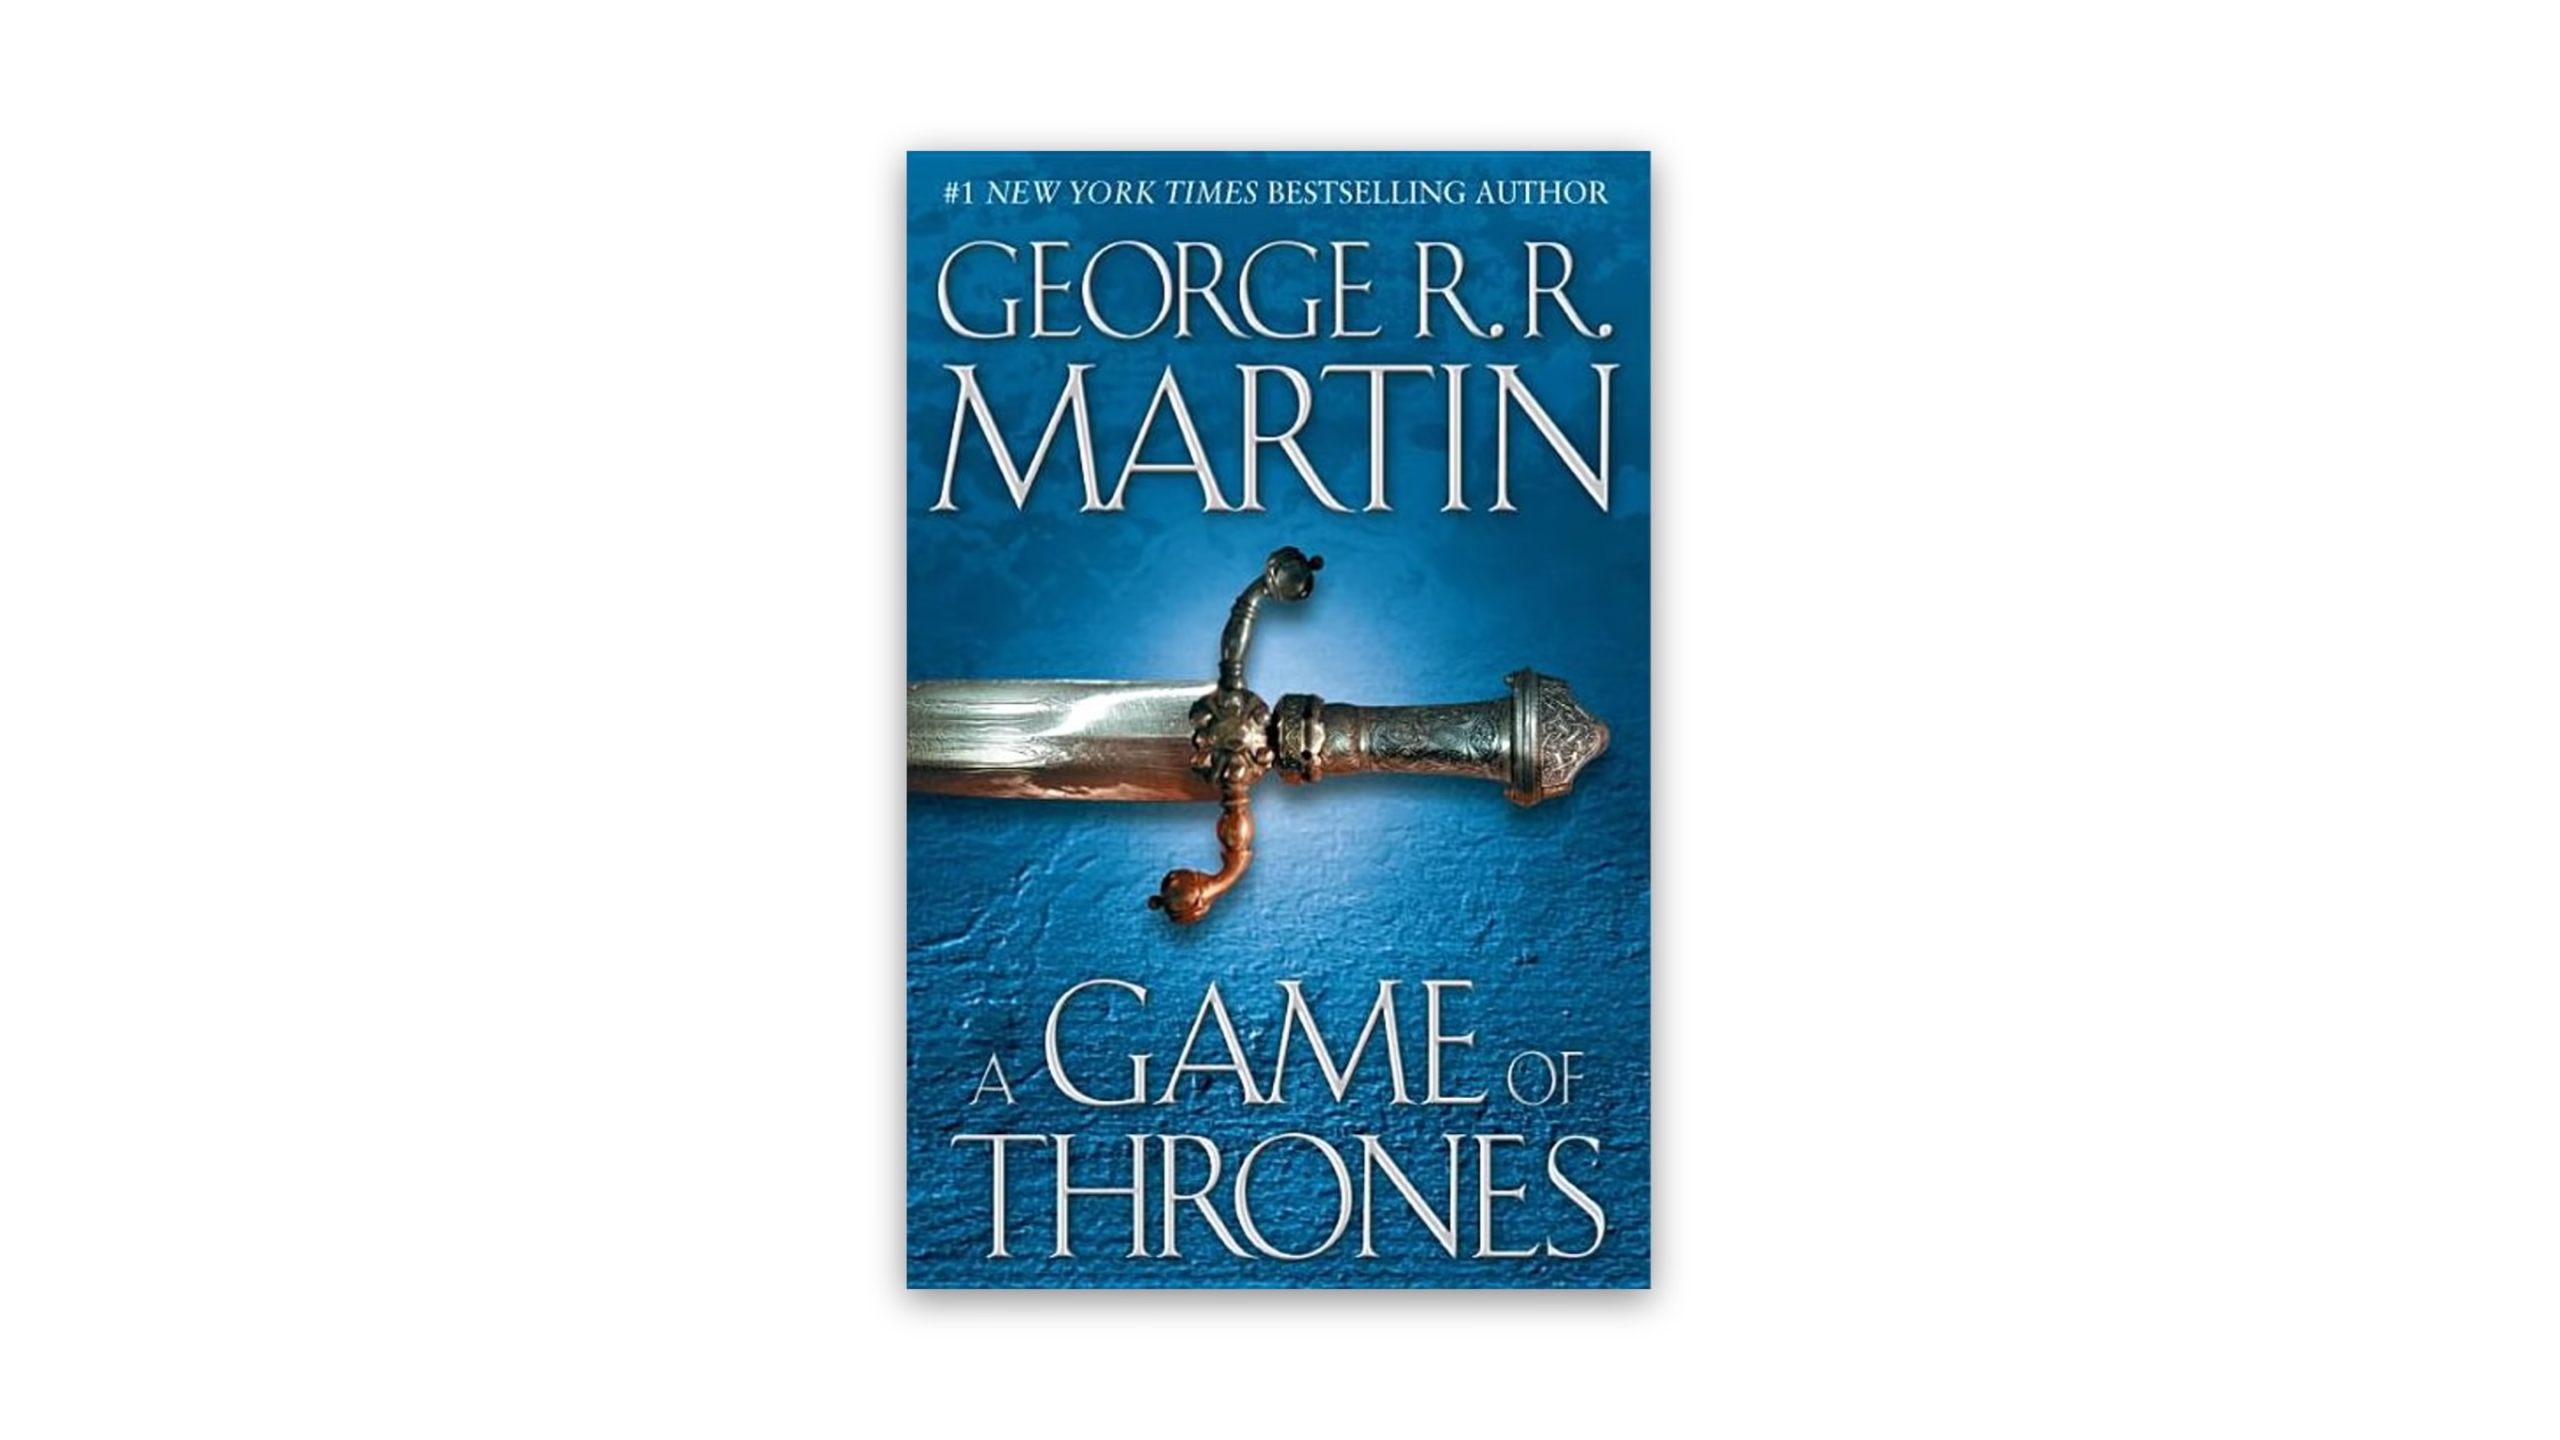 #1 NEW YORK TIMES BESTSELLING AUTHOR
GEORGE R. R.
MARTIN
A GAME OF
THRONES